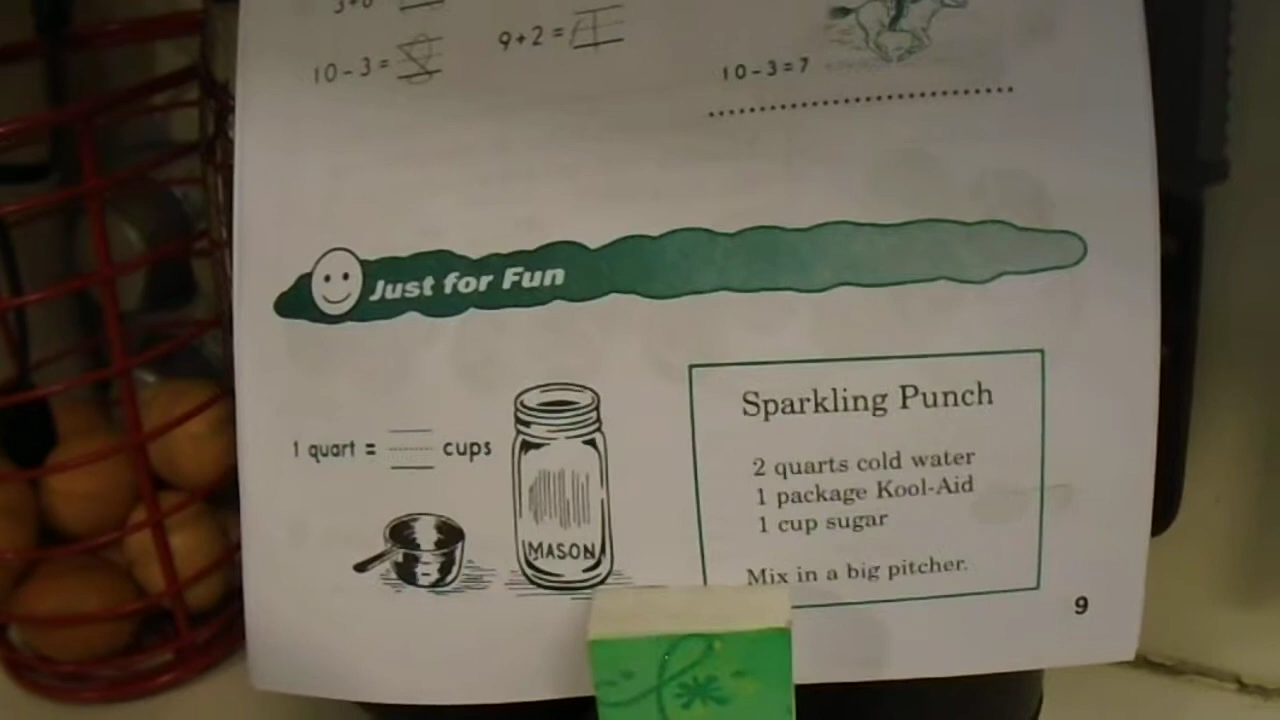 10-3=
9+2=
10-3=7
Just for Fun
1 quart = cups
MASON
Sparkling Punch
2 quarts cold water
1 package Kool-Aid
1 cup sugar
Mix in a big pitcher.
9